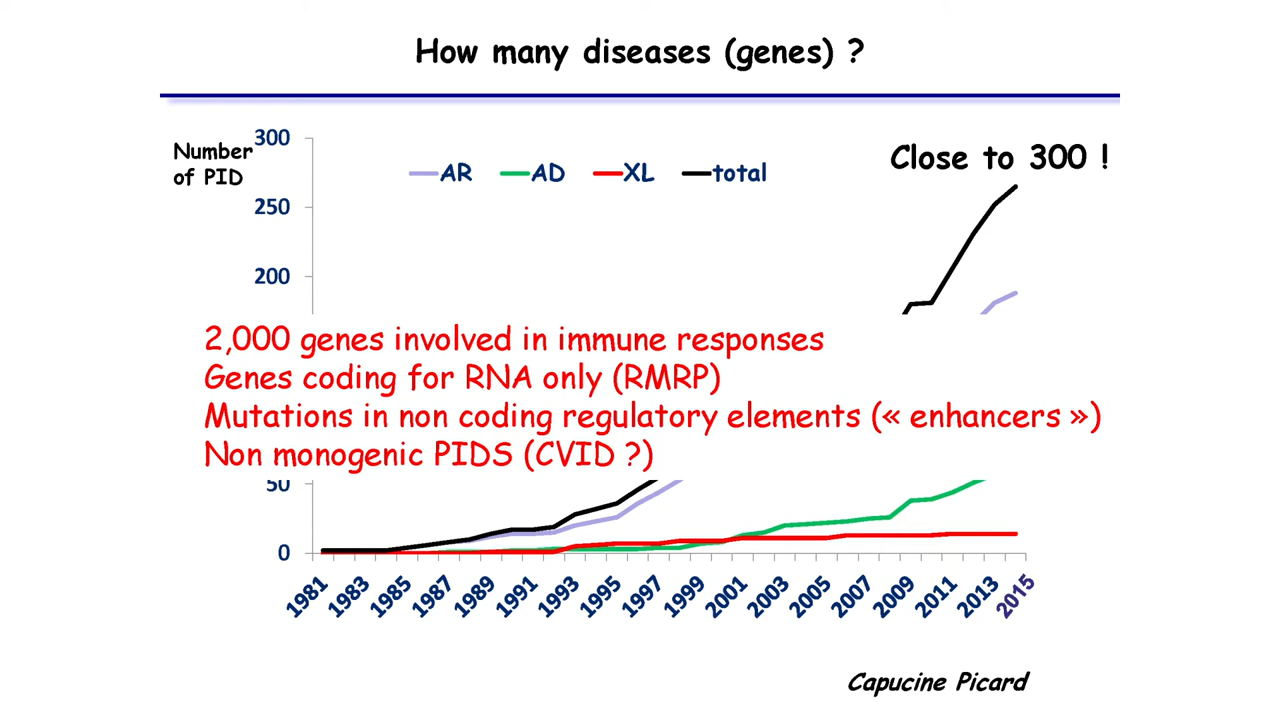 How many diseases (genes) ?
Number
of PID
300
250
200
50
0
AR AD XL total
Close to 300 !
2,000 genes involved in immune responses
Genes coding for RNA only (RMRP)
Mutations in non coding regulatory elements (« enhancers »)
Non monogenic PIDS (CVID ?)
1981 1983 1985 1987 1989 1991 1993 1995 1997 1999 2001 2003 2005 2007 2009 2011 2013 2015
Capucine Picard